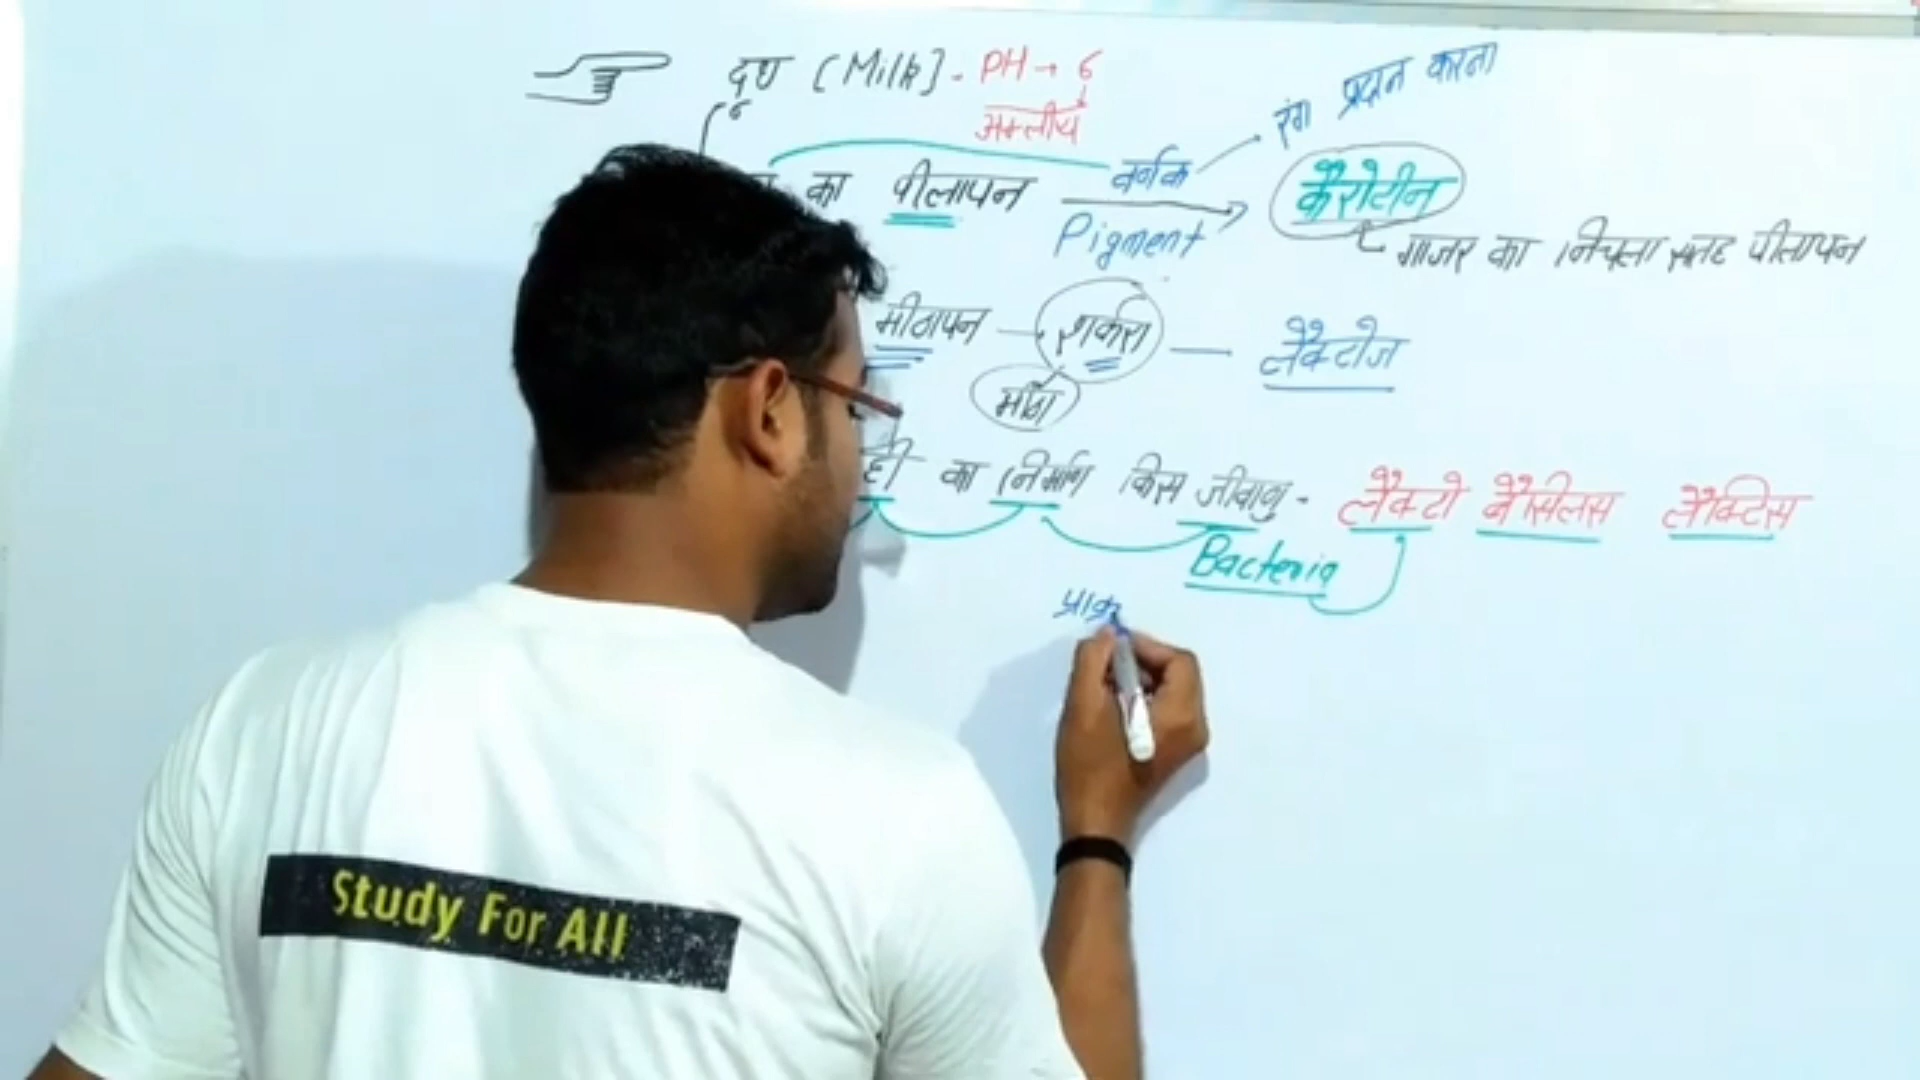 दूध (Milk) - PH → 6
अम्लीय
रंग प्रदान करना
का पीलापन वर्णक कैरोटीन
Pigment
गाजर का निचला सतह पीलापन
मीठापन - शर्करा - लैक्टोज
मीठा
ही का निर्माण किस जीवाणु - लैक्टो बैसीलस लैक्टिस
Bacteria
प्राकृ
Study For All